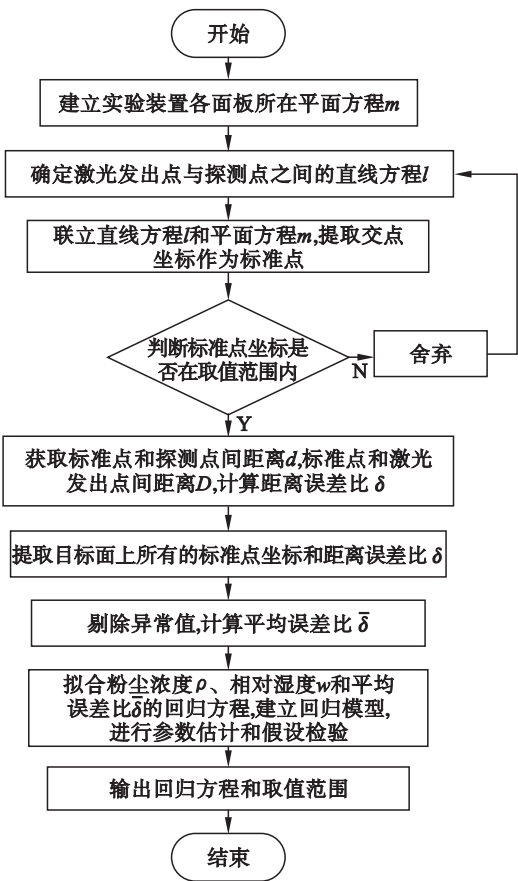 开始
建立实验装置各面板所在平面方程m
确定激光发出点与探测点之间的直线方程l
联立直线方程l和平面方程m,提取交点
坐标作为标准点
判断标准点坐标是
否在取值范围内
N
舍弃
Y
获取标准点和探测点间距离d,标准点和激光
发出点间距离D,计算距离误差比 δ
提取目标面上所有的标准点坐标和距离误差比 δ
剔除异常值,计算平均误差比 δ̄
拟合粉尘浓度 ρ、相对湿度w和平均
误差比δ̄的回归方程,建立回归模型,
进行参数估计和假设检验
输出回归方程和取值范围
结束